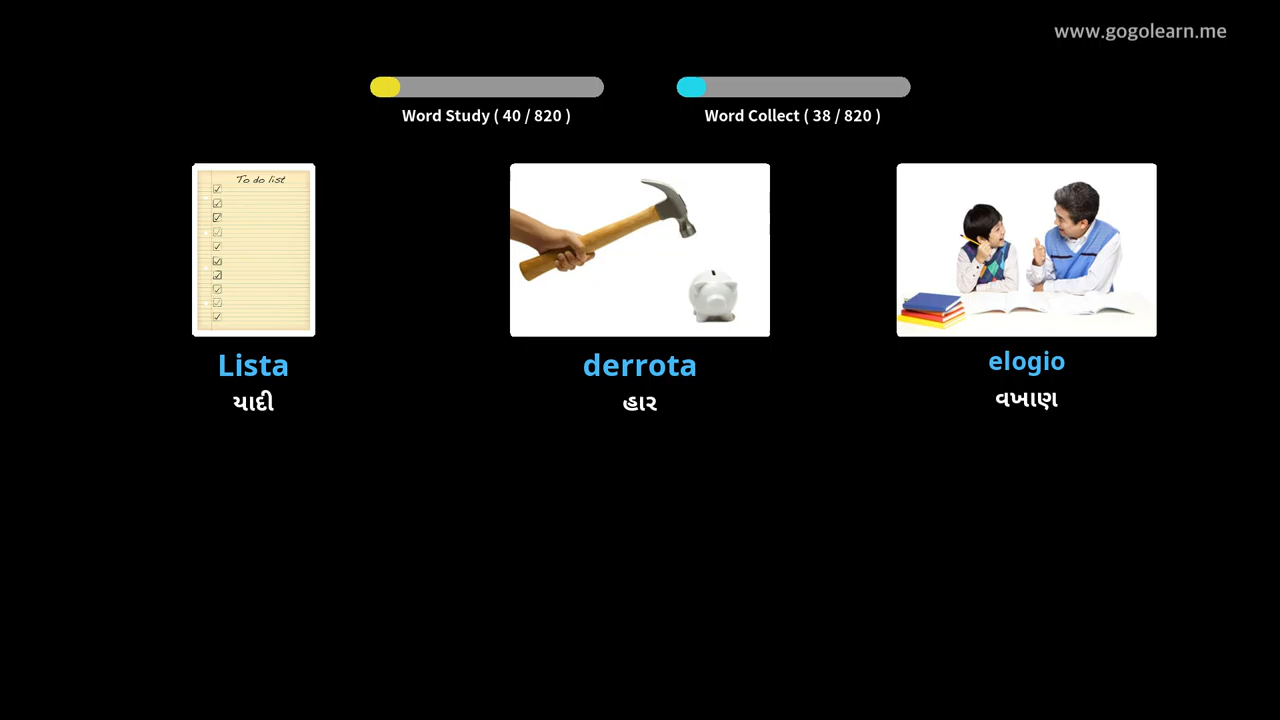 www.gogolearn.me
Word Study ( 40 / 820 )
Word Collect ( 38 / 820 )
To do list
Lista
યાદી
derrota
હાર
elogio
વખાણ